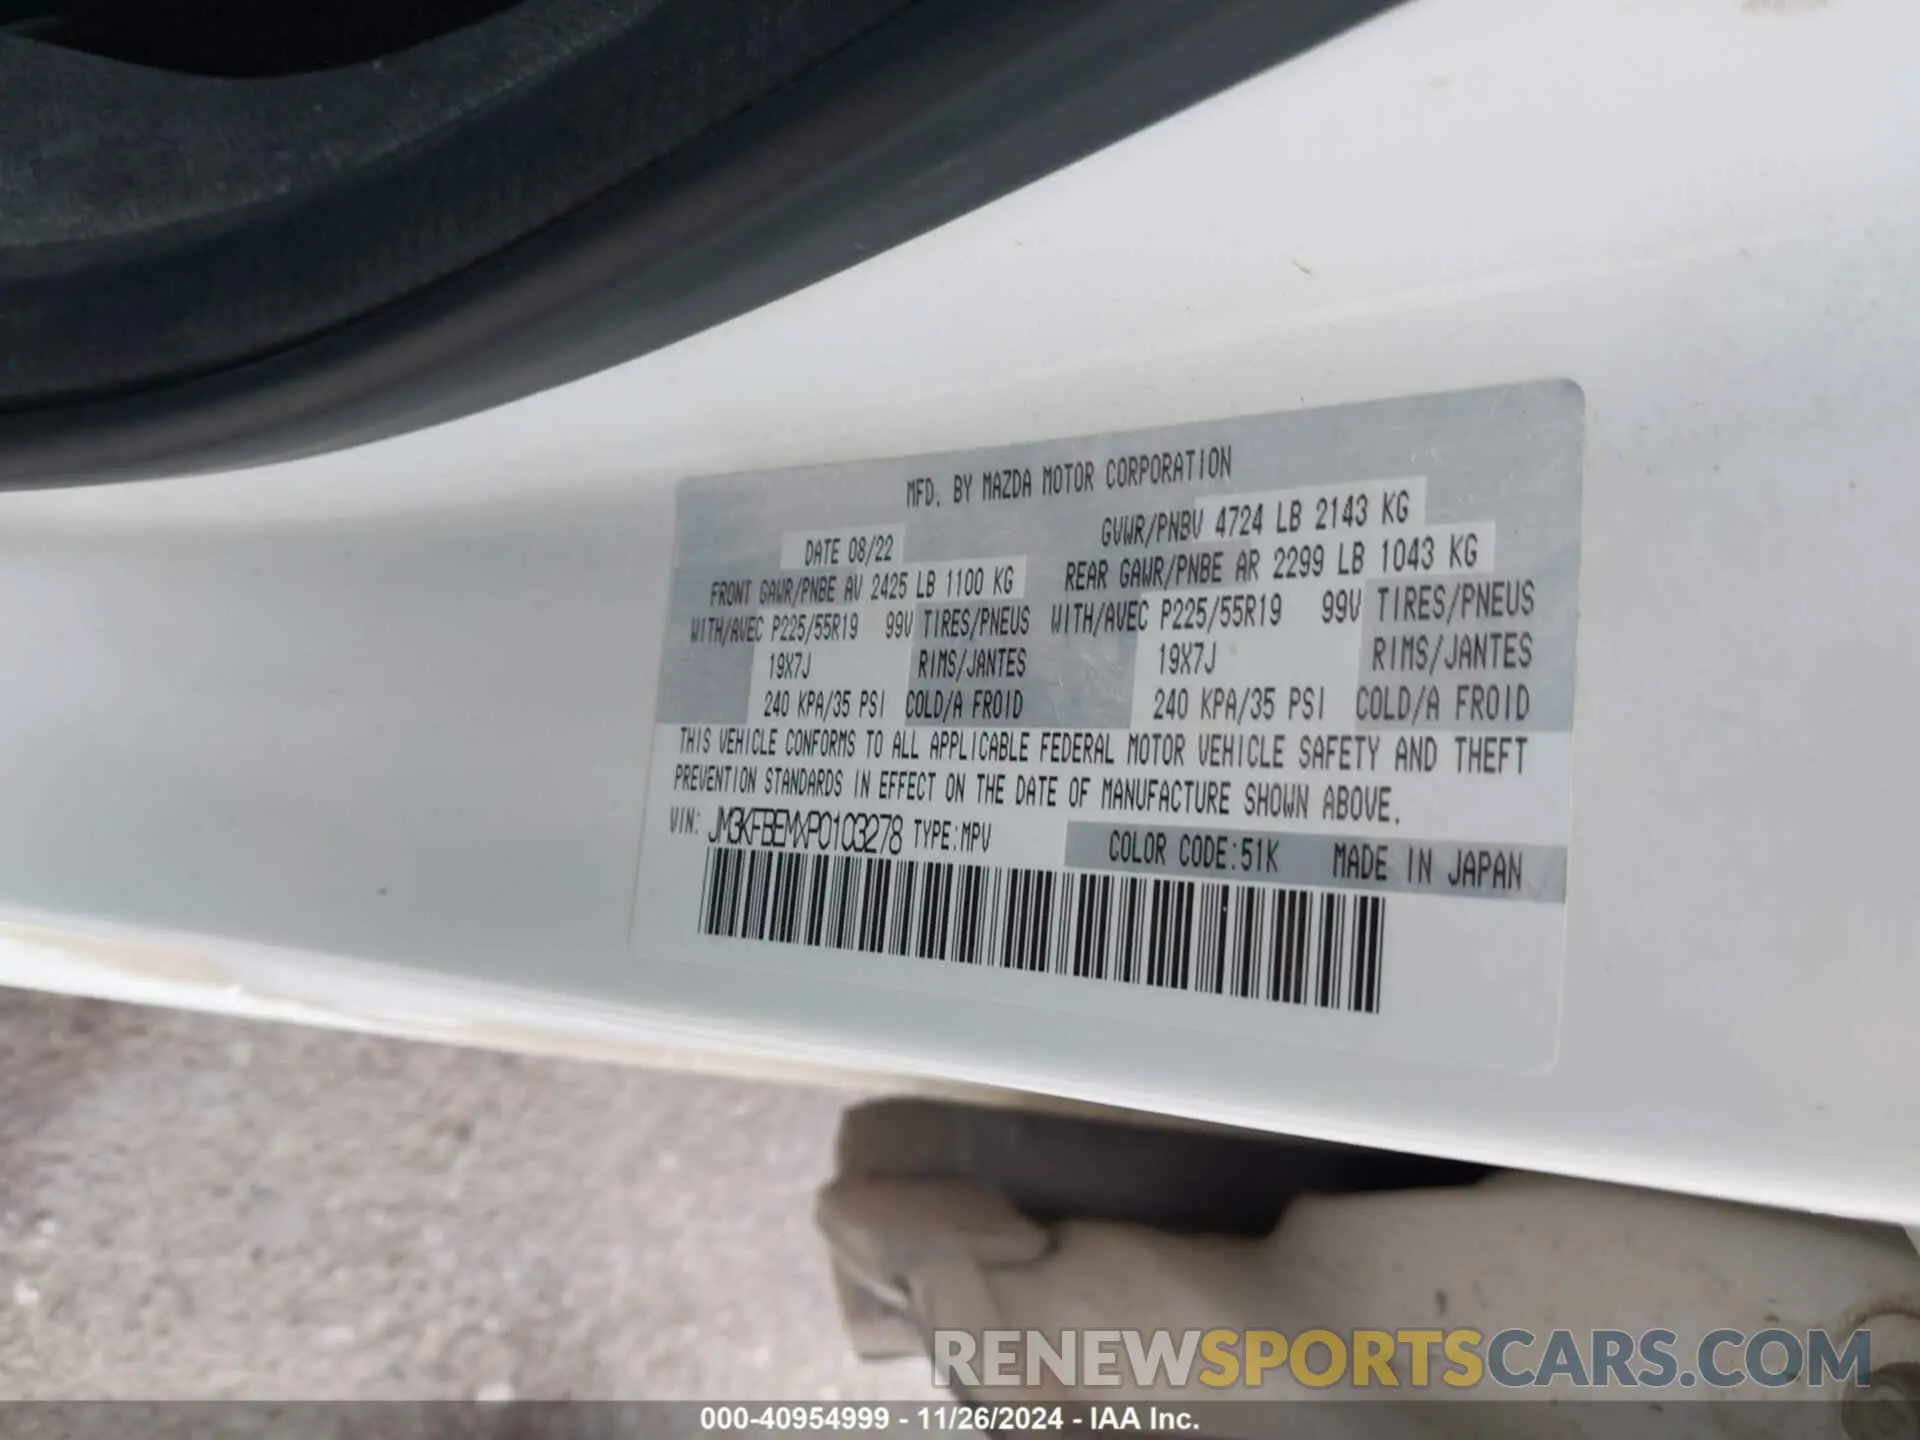 MFD. BY MAZDA MOTOR CORPORATION
DATE 08/22
GVWR/PNBV 4724 LB 2143 KG
FRONT GAWR/PNBE AV 2425 LB 1100 KG
REAR GAWR/PNBE AR 2299 LB 1043 KG
WITH/AVEC P225/55R19 99V TIRES/PNEUS
WITH/AVEC P225/55R19 99V TIRES/PNEUS
19X7J RIMS/JANTES
19X7J RIMS/JANTES
240 KPA/35 PSI COLD/A FROID
240 KPA/35 PSI COLD/A FROID
THIS VEHICLE CONFORMS TO ALL APPLICABLE FEDERAL MOTOR VEHICLE SAFETY AND THEFT
PREVENTION STANDARDS IN EFFECT ON THE DATE OF MANUFACTURE SHOWN ABOVE.
VIN: JM3KFBEMXP0103278 TYPE:MPV
COLOR CODE:51K MADE IN JAPAN
RENEWSPORTSCARS.COM
000-40954999 - 11/26/2024 - IAA Inc.